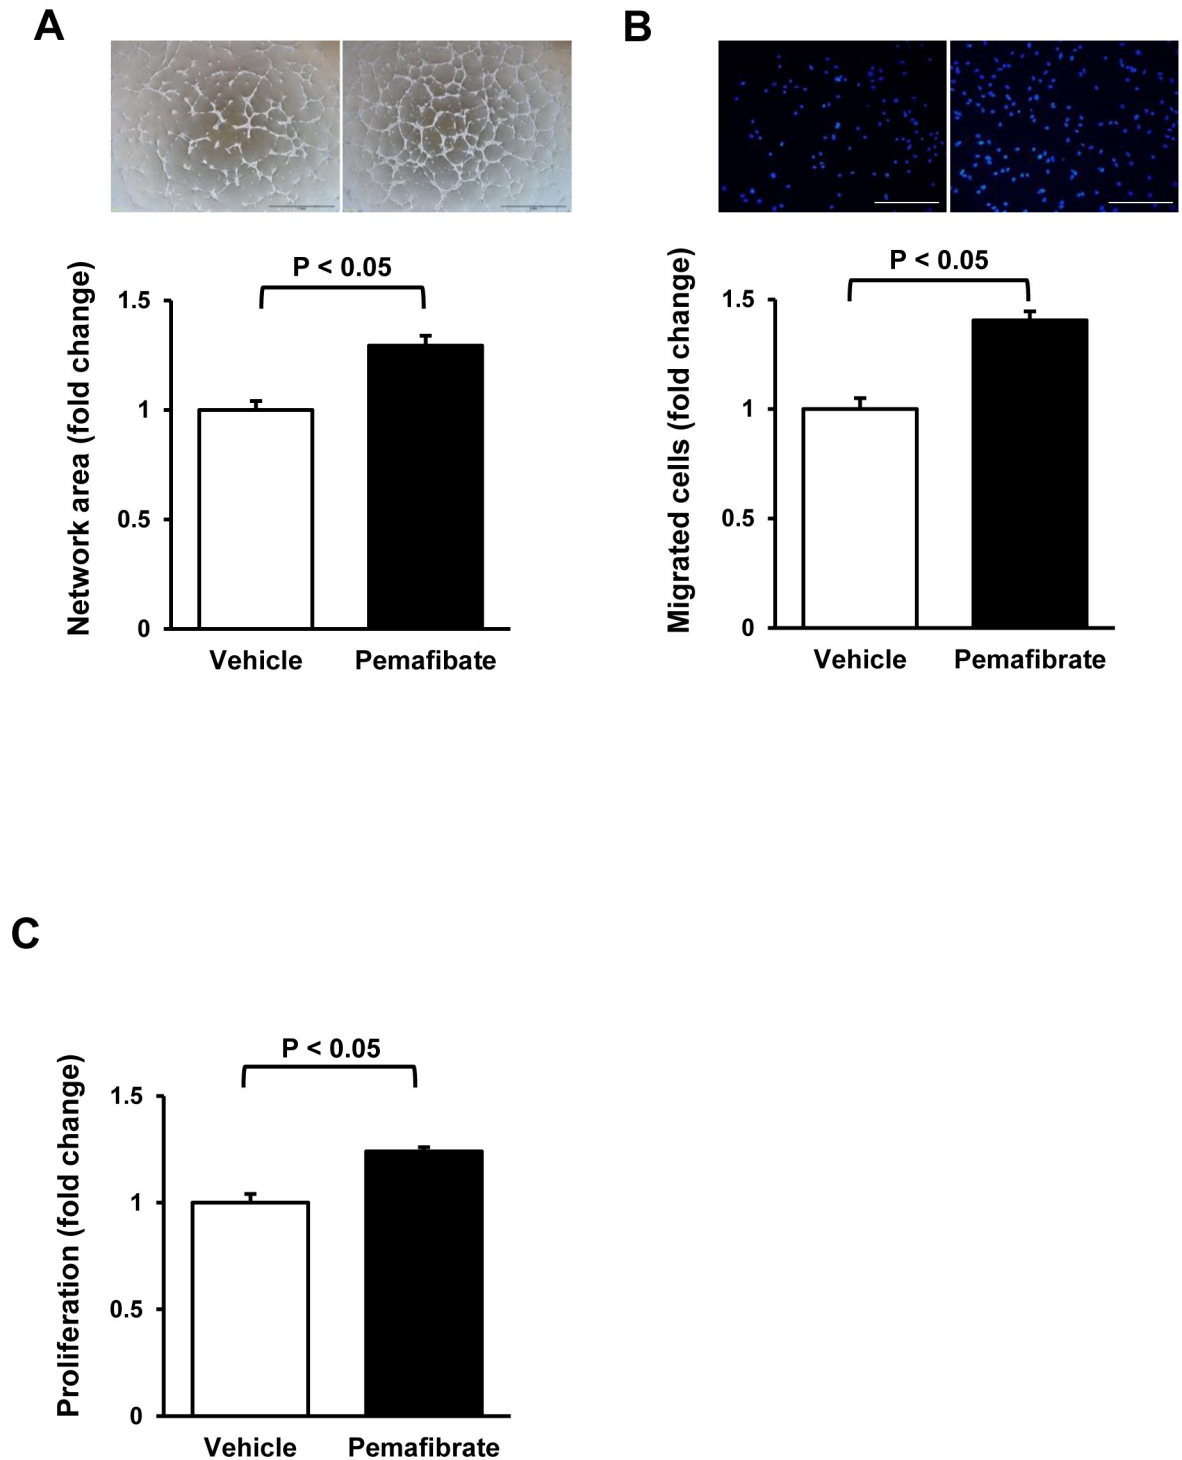 A
B
P < 0.05
Network area (fold change)
1.5
1
0.5
0
Vehicle Pemafibate
P < 0.05
Migrated cells (fold change)
1.5
1
0.5
0
Vehicle Pemafibrate
C
P < 0.05
Proliferation (fold change)
1.5
1
0.5
0
Vehicle Pemafibrate